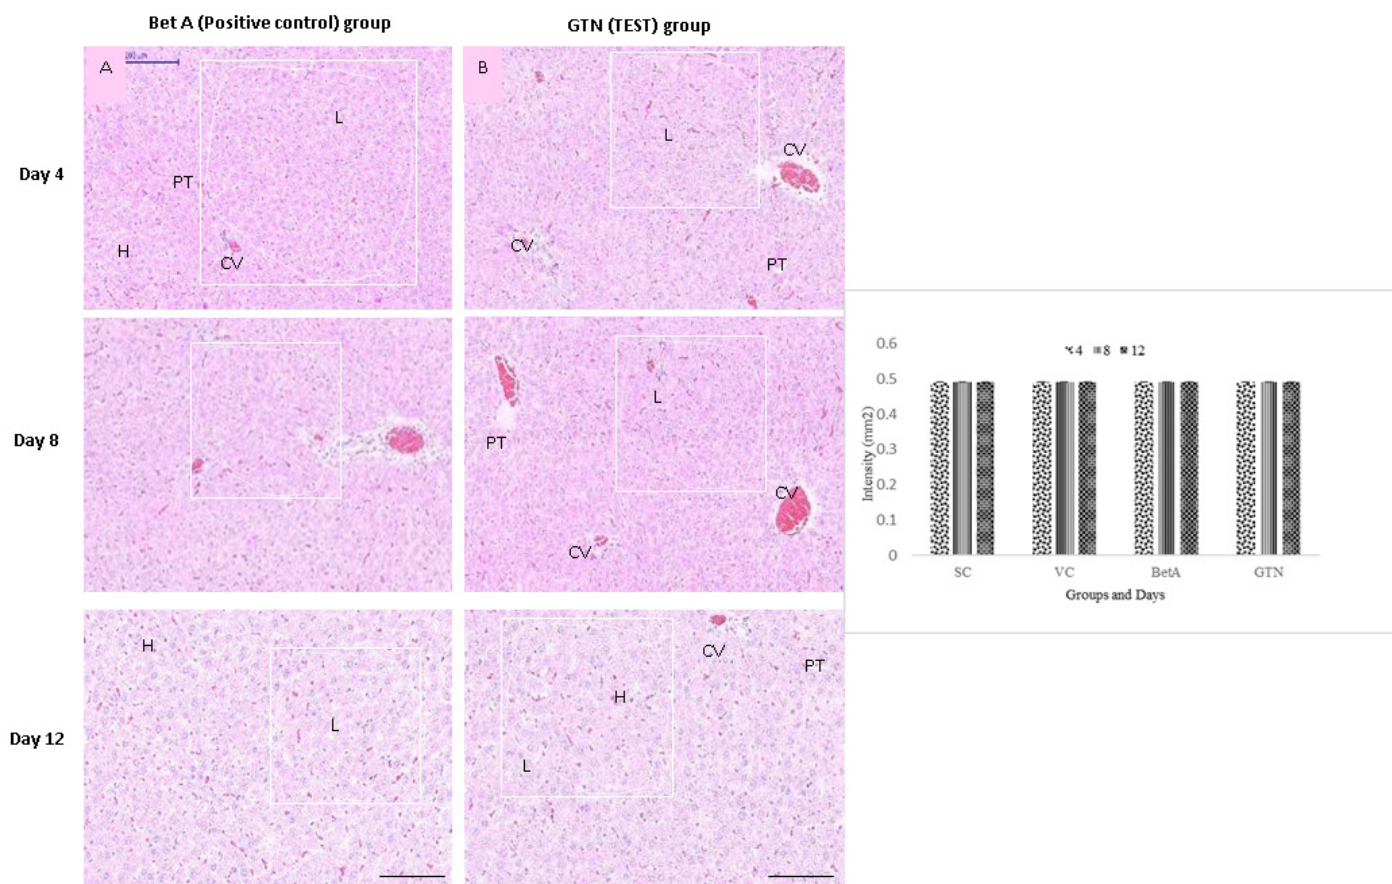 Bet A (Positive control) group
GTN (TEST) group
Day 4
A
L
PT
H
CV
B
L
CV
CV
PT
Day 8
L
PT
CV
CV
Day 12
H
L
CV
PT
H
L
4 8 12
0.6
0.5
0.4
0.3
0.2
0.1
0
Intensity (mm2)
SC VC BetA GTN
Groups and Days